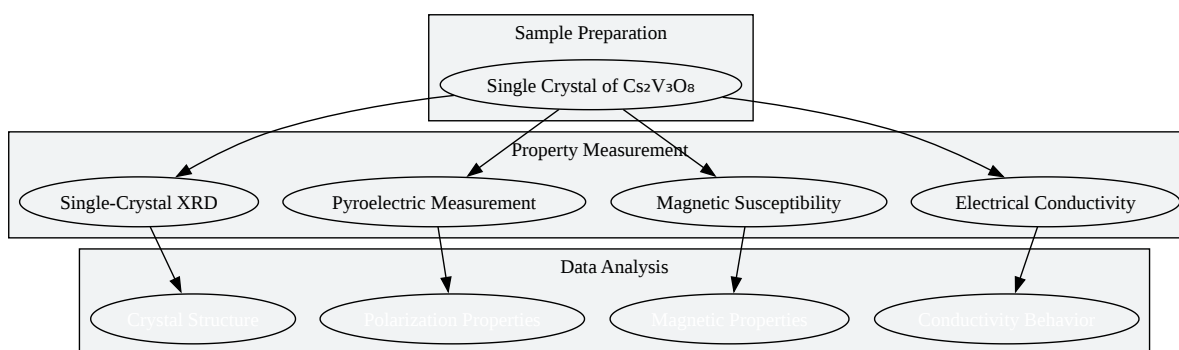 Sample Preparation
Single Crystal of Cs₂V₃O₈
Property Measurement
Single-Crystal XRD
Pyroelectric Measurement
Magnetic Susceptibility
Electrical Conductivity
Data Analysis
Crystal Structure
Polarization Properties
Magnetic Properties
Conductivity Behavior